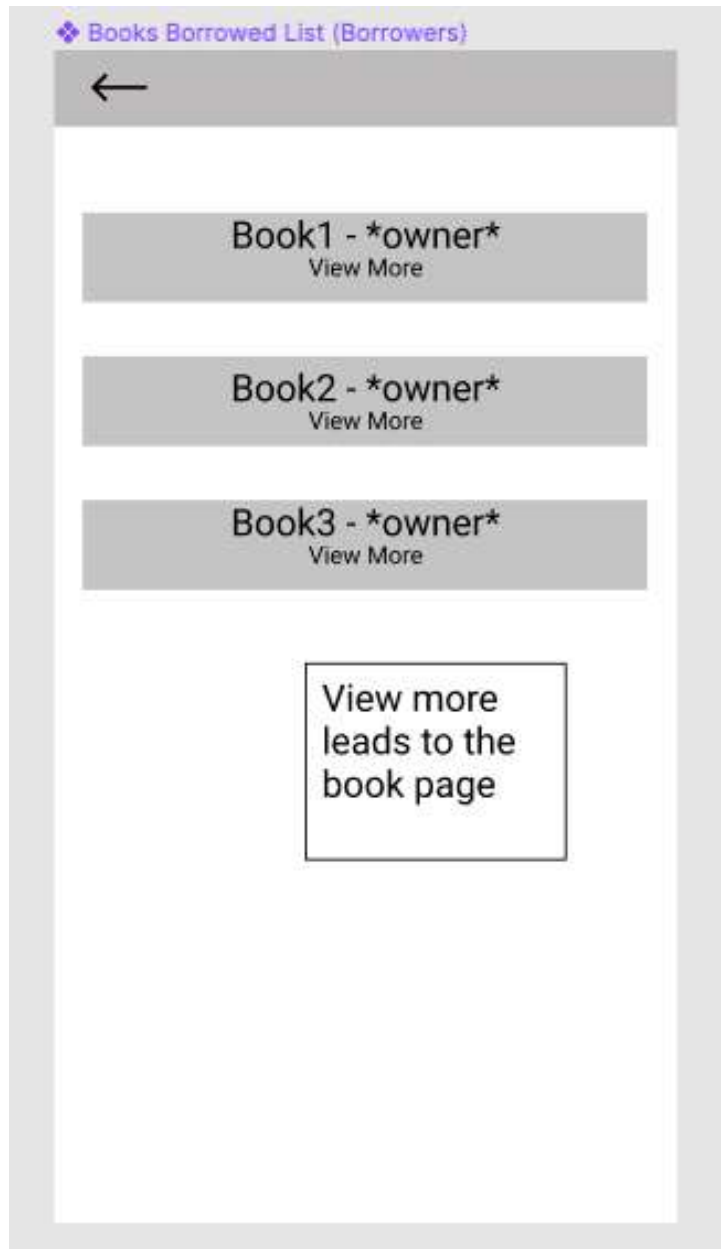 Books Borrowed List (Borrowers)
Book1 - *owner*
View More
Book2 - *owner*
View More
Book3 - *owner*
View More
View more
leads to the
book page